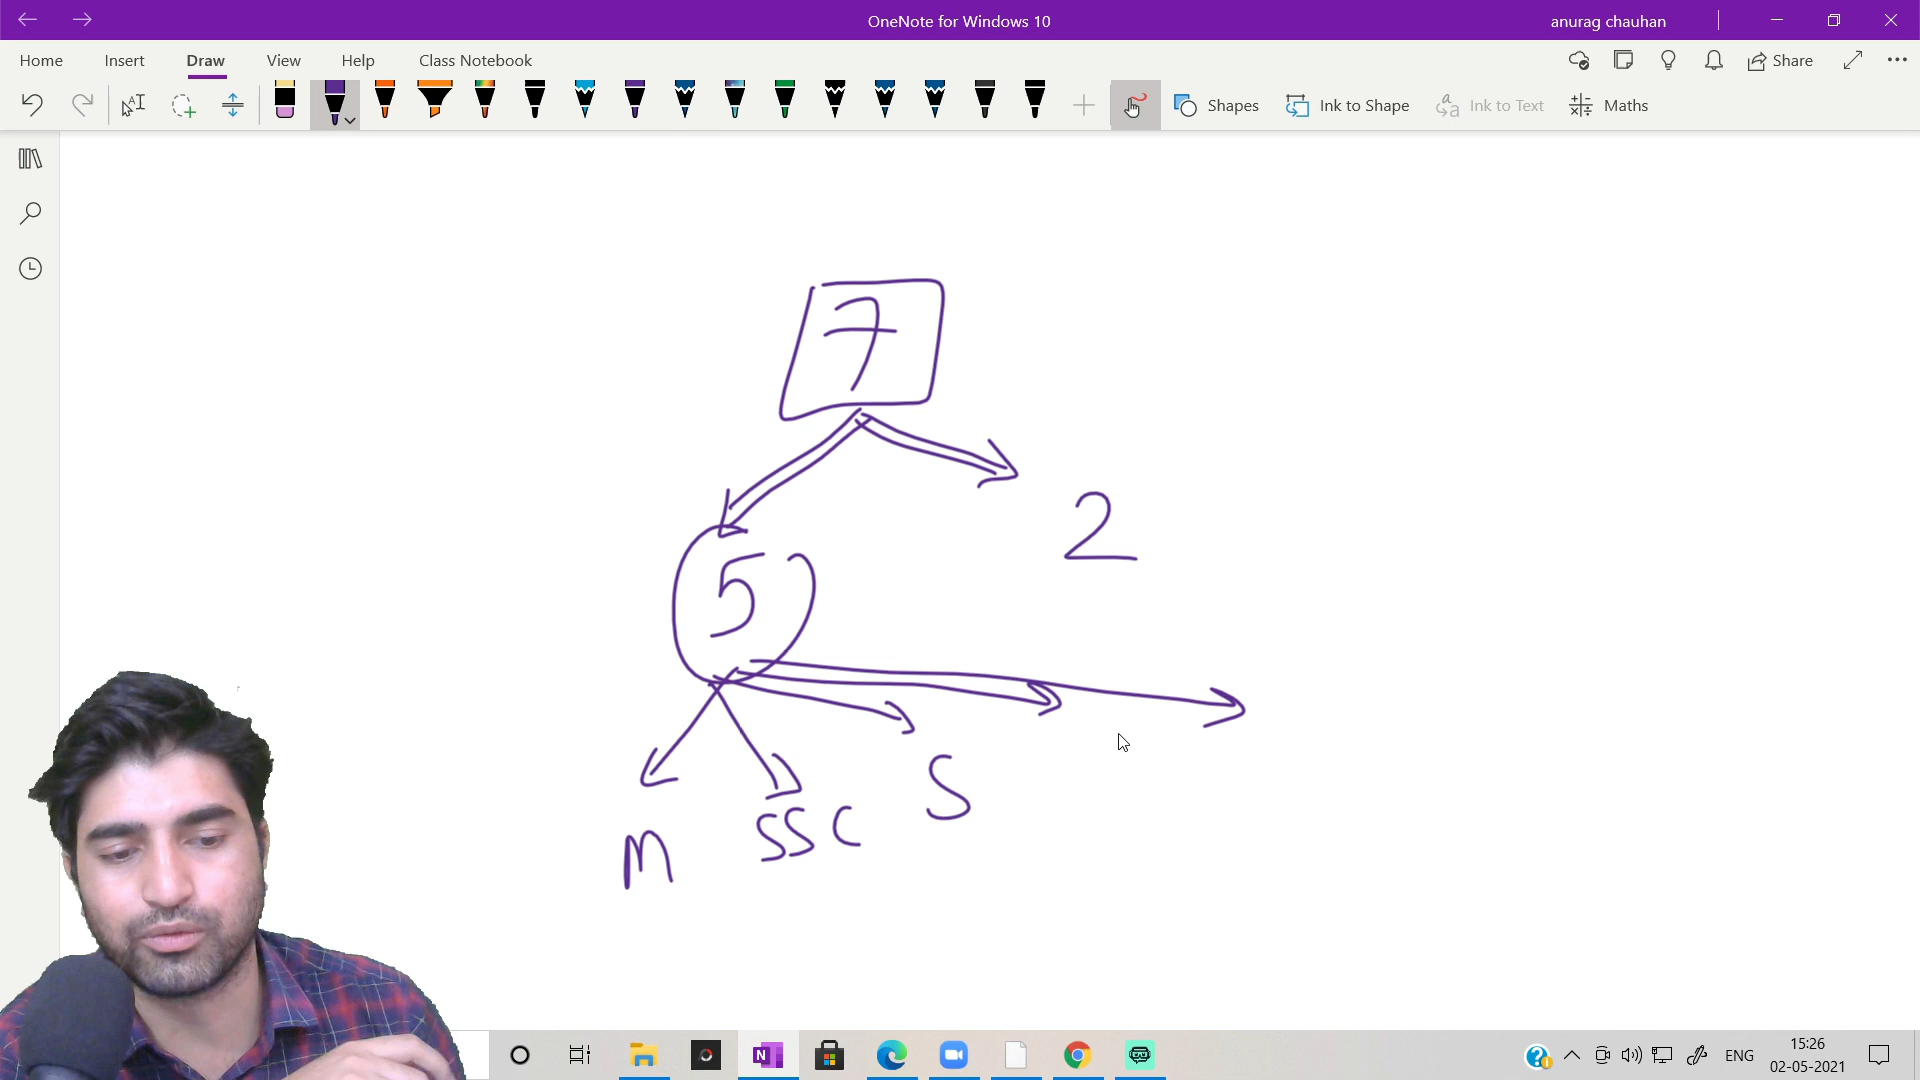 OneNote for Windows 10
anurag chauhan
Home Insert Draw View Help Class Notebook
Share
Shapes Ink to Shape Ink to Text Maths
7
2
5
S
M SSC
ENG
15:26
02-05-2021